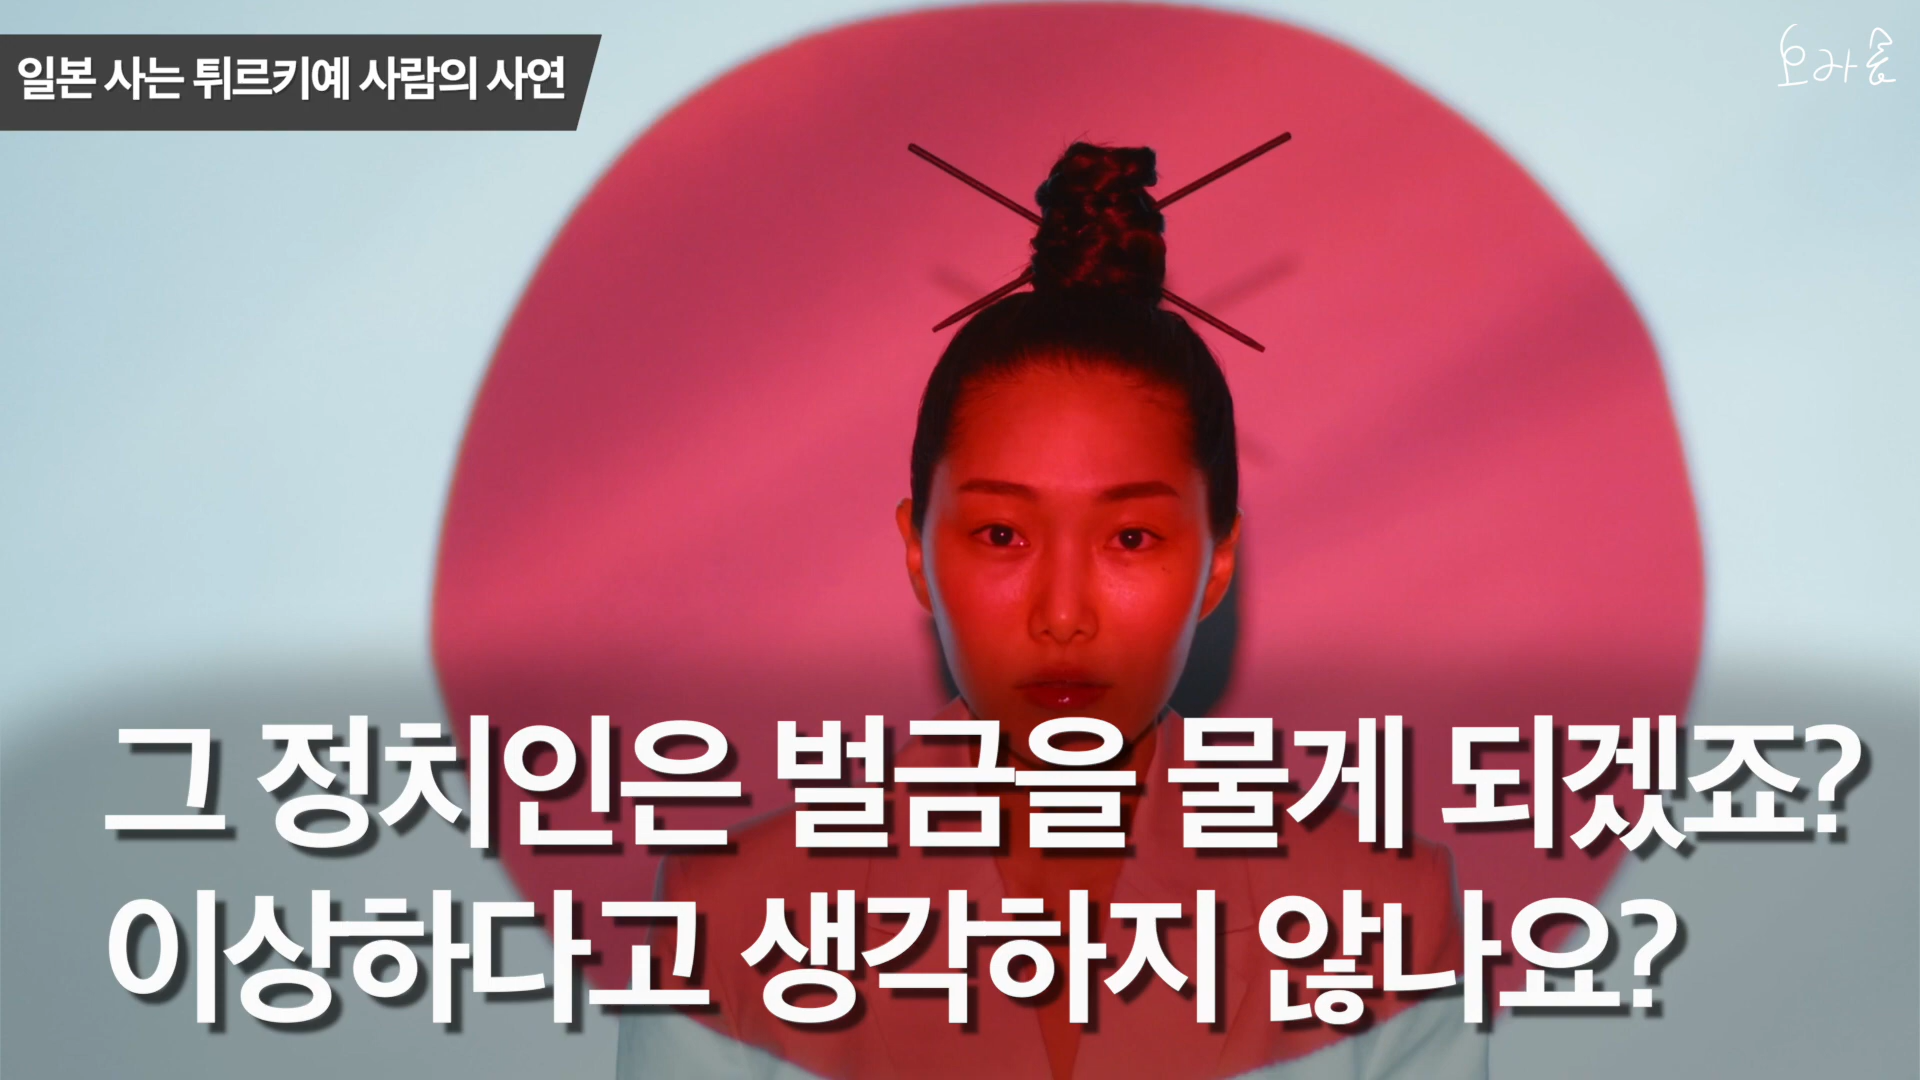 일본 사는 튀르키예 사람의 사연
그 정치인은 벌금을 물게 되겠죠?
이상하다고 생각하지 않나요?